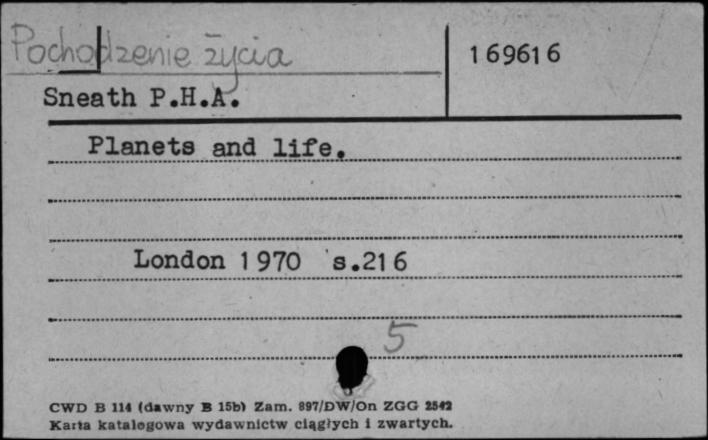 Pochodzenie życia
169616
Sneath P.H.A.
Planets and life.
London 1970 s.216
5
CWD B 114 (dawny B 15b) Zam. 897/DW/On ZGG 2542
Karta katalogowa wydawnictw ciągłych i zwartych.